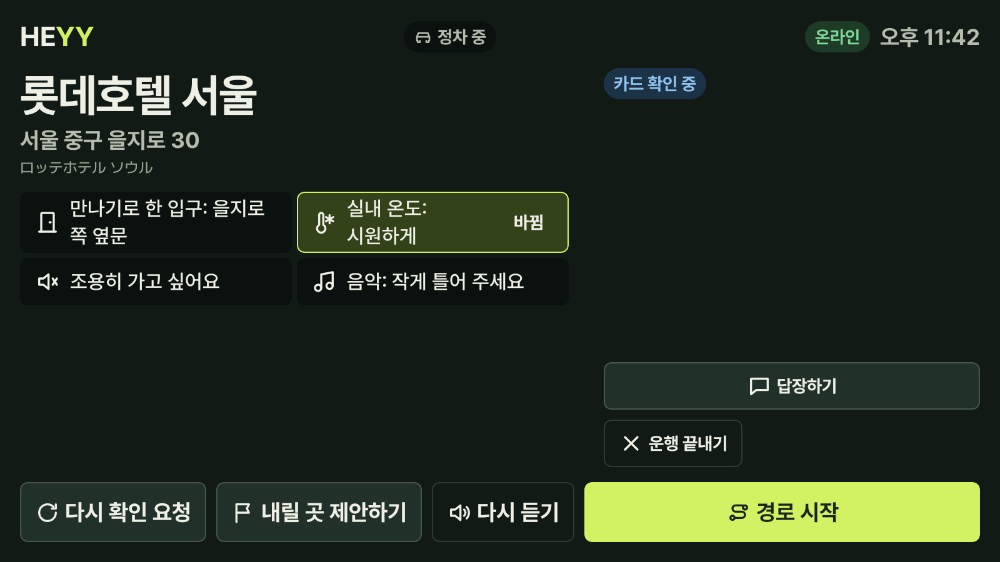 HEYY
정차 중
온라인
오후 11:42
롯데호텔 서울
서울 중구 을지로 30
ロッテホテル ソウル
카드 확인 중
만나기로 한 입구: 을지로
쪽 옆문
실내 온도:
시원하게
바뀜
조용히 가고 싶어요
음악: 작게 틀어 주세요
답장하기
운행 끝내기
다시 확인 요청
내릴 곳 제안하기
다시 듣기
경로 시작